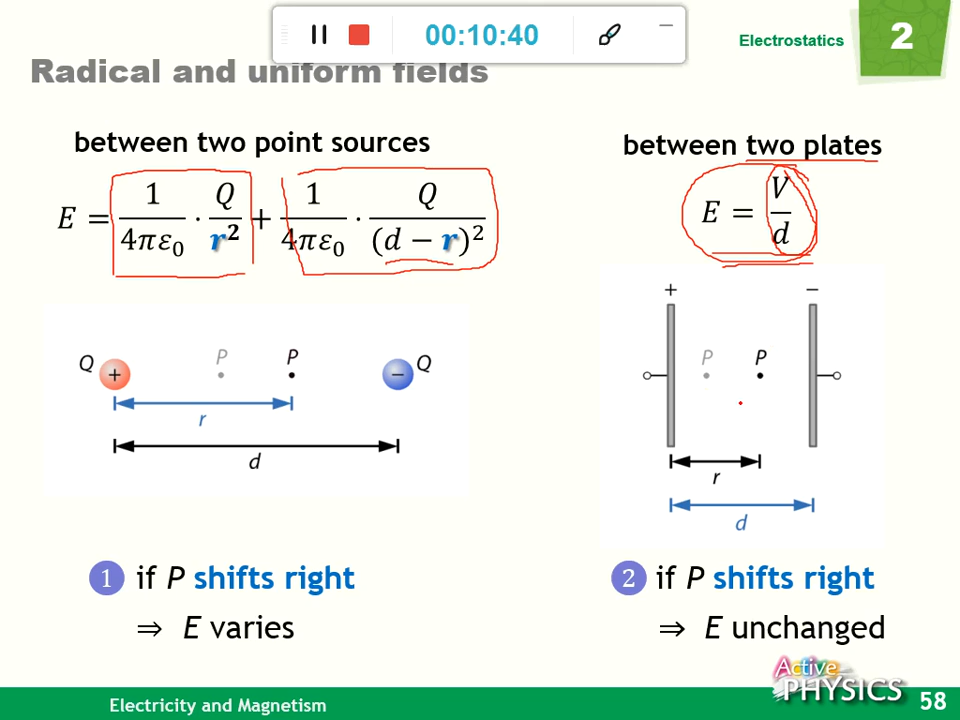 00:10:40
Electrostatics
2
Radical and uniform fields
between two point sources
E = 1/4πε₀ · Q/r² + 1/4πε₀ · Q/(d − r)²
Q + P P − Q
r
d
1 if P shifts right
⇒ E varies
between two plates
E = V/d
+ −
P P
r
d
2 if P shifts right
⇒ E unchanged
Active
PHYSICS
Electricity and Magnetism
58